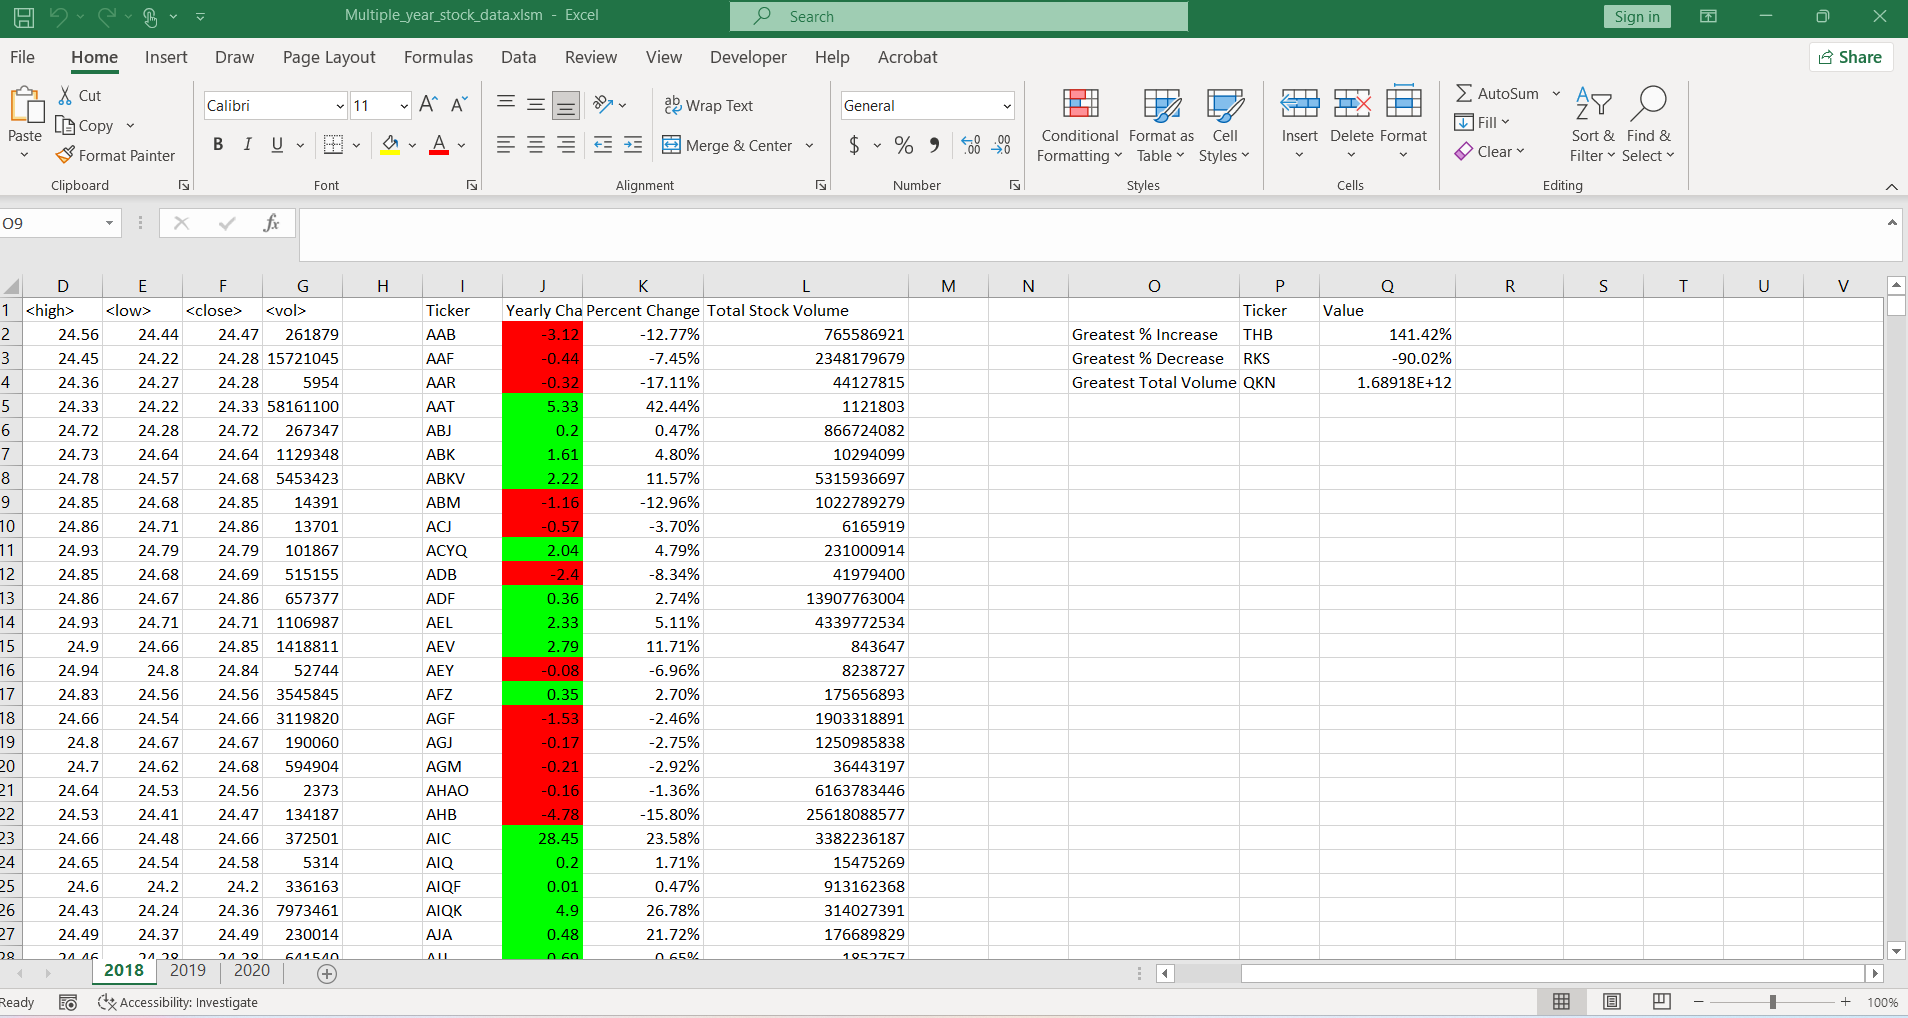 Multiple_year_stock_data.xlsm - Excel
Search
Sign in
File Home Insert Draw Page Layout Formulas Data Review View Developer Help Acrobat
Share
Paste
Cut
Copy
Format Painter
Clipboard
Calibri 11
B I U
Font
Wrap Text
Merge & Center
Alignment
General
$ % 9
Number
Conditional Formatting
Format as Table
Cell Styles
Styles
Insert Delete Format
Cells
AutoSum
Fill
Clear
Sort & Filter
Find & Select
Editing
O9
fx
D E F G H I J K L M N O P Q R S T U V
1 <high> <low> <close> <vol> Ticker Yearly Cha Percent Change Total Stock Volume Ticker Value
2 24.56 24.44 24.47 261879 AAB -3.12 -12.77% 765586921 Greatest % Increase THB 141.42%
3 24.45 24.22 24.28 15721045 AAF -0.44 -7.45% 2348179679 Greatest % Decrease RKS -90.02%
4 24.36 24.27 24.28 5954 AAR -0.32 -17.11% 44127815 Greatest Total Volume QKN 1.68918E+12
5 24.33 24.22 24.33 58161100 AAT 5.33 42.44% 1121803
6 24.72 24.28 24.72 267347 ABJ 0.2 0.47% 866724082
7 24.73 24.64 24.64 1129348 ABK 1.61 4.80% 10294099
8 24.78 24.57 24.68 5453423 ABKV 2.22 11.57% 5315936697
9 24.85 24.68 24.85 14391 ABM -1.16 -12.96% 1022789279
10 24.86 24.71 24.86 13701 ACJ -0.57 -3.70% 6165919
11 24.93 24.79 24.79 101867 ACYQ 2.04 4.79% 231000914
12 24.85 24.68 24.69 515155 ADB -2.4 -8.34% 41979400
13 24.86 24.67 24.86 657377 ADF 0.36 2.74% 13907763004
14 24.93 24.71 24.71 1106987 AEL 2.33 5.11% 4339772534
15 24.9 24.66 24.85 1418811 AEV 2.79 11.71% 843647
16 24.94 24.8 24.84 52744 AEY -0.08 -6.96% 8238727
17 24.83 24.56 24.56 3545845 AFZ 0.35 2.70% 175656893
18 24.66 24.54 24.66 3119820 AGF -1.53 -2.46% 1903318891
19 24.8 24.67 24.67 190060 AGJ -0.17 -2.75% 1250985838
20 24.7 24.62 24.68 594904 AGM -0.21 -2.92% 36443197
21 24.64 24.53 24.56 2373 AHAO -0.16 -1.36% 6163783446
22 24.53 24.41 24.47 134187 AHB -4.78 -15.80% 25618088577
23 24.66 24.48 24.66 372501 AIC 28.45 23.58% 3382236187
24 24.65 24.54 24.58 5314 AIQ 0.2 1.71% 15475269
25 24.6 24.2 24.2 336163 AIQF 0.01 0.47% 913162368
26 24.43 24.24 24.36 7973461 AIQK 4.9 26.78% 314027391
27 24.49 24.37 24.49 230014 AJA 0.48 21.72% 176689829
28 24.46 24.28 24.28 641540 0.69 0.65% 1852757
2018 2019 2020
Ready Accessibility: Investigate 100%